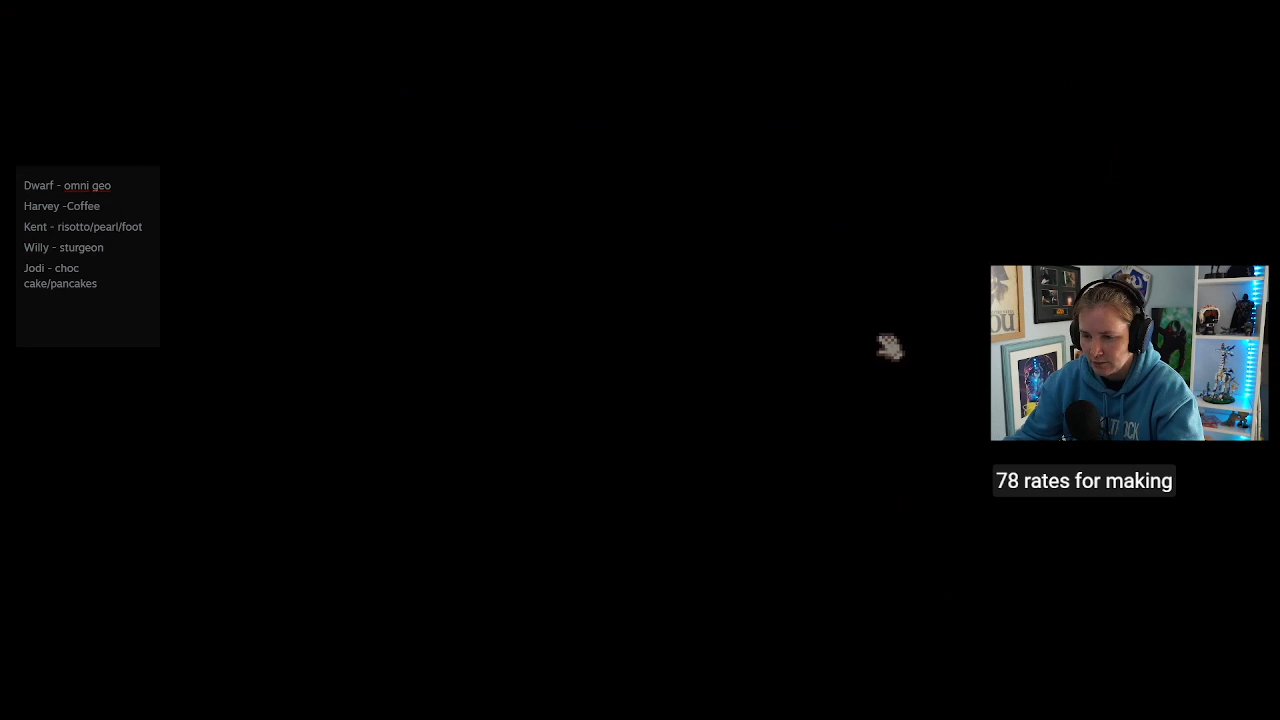 Dwarf - omni geo
Harvey -Coffee
Kent - risotto/pearl/foot
Willy - sturgeon
Jodi - choc
cake/pancakes
OU
78 rates for making